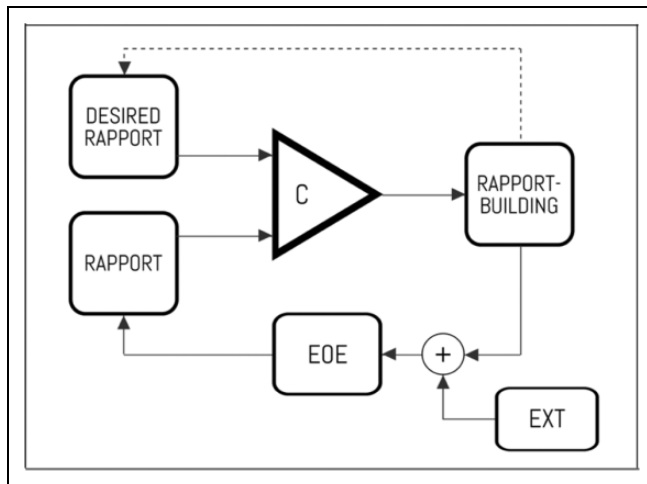 DESIRED
RAPPORT
C
RAPPORT-
BUILDING
RAPPORT
EOE
+
EXT